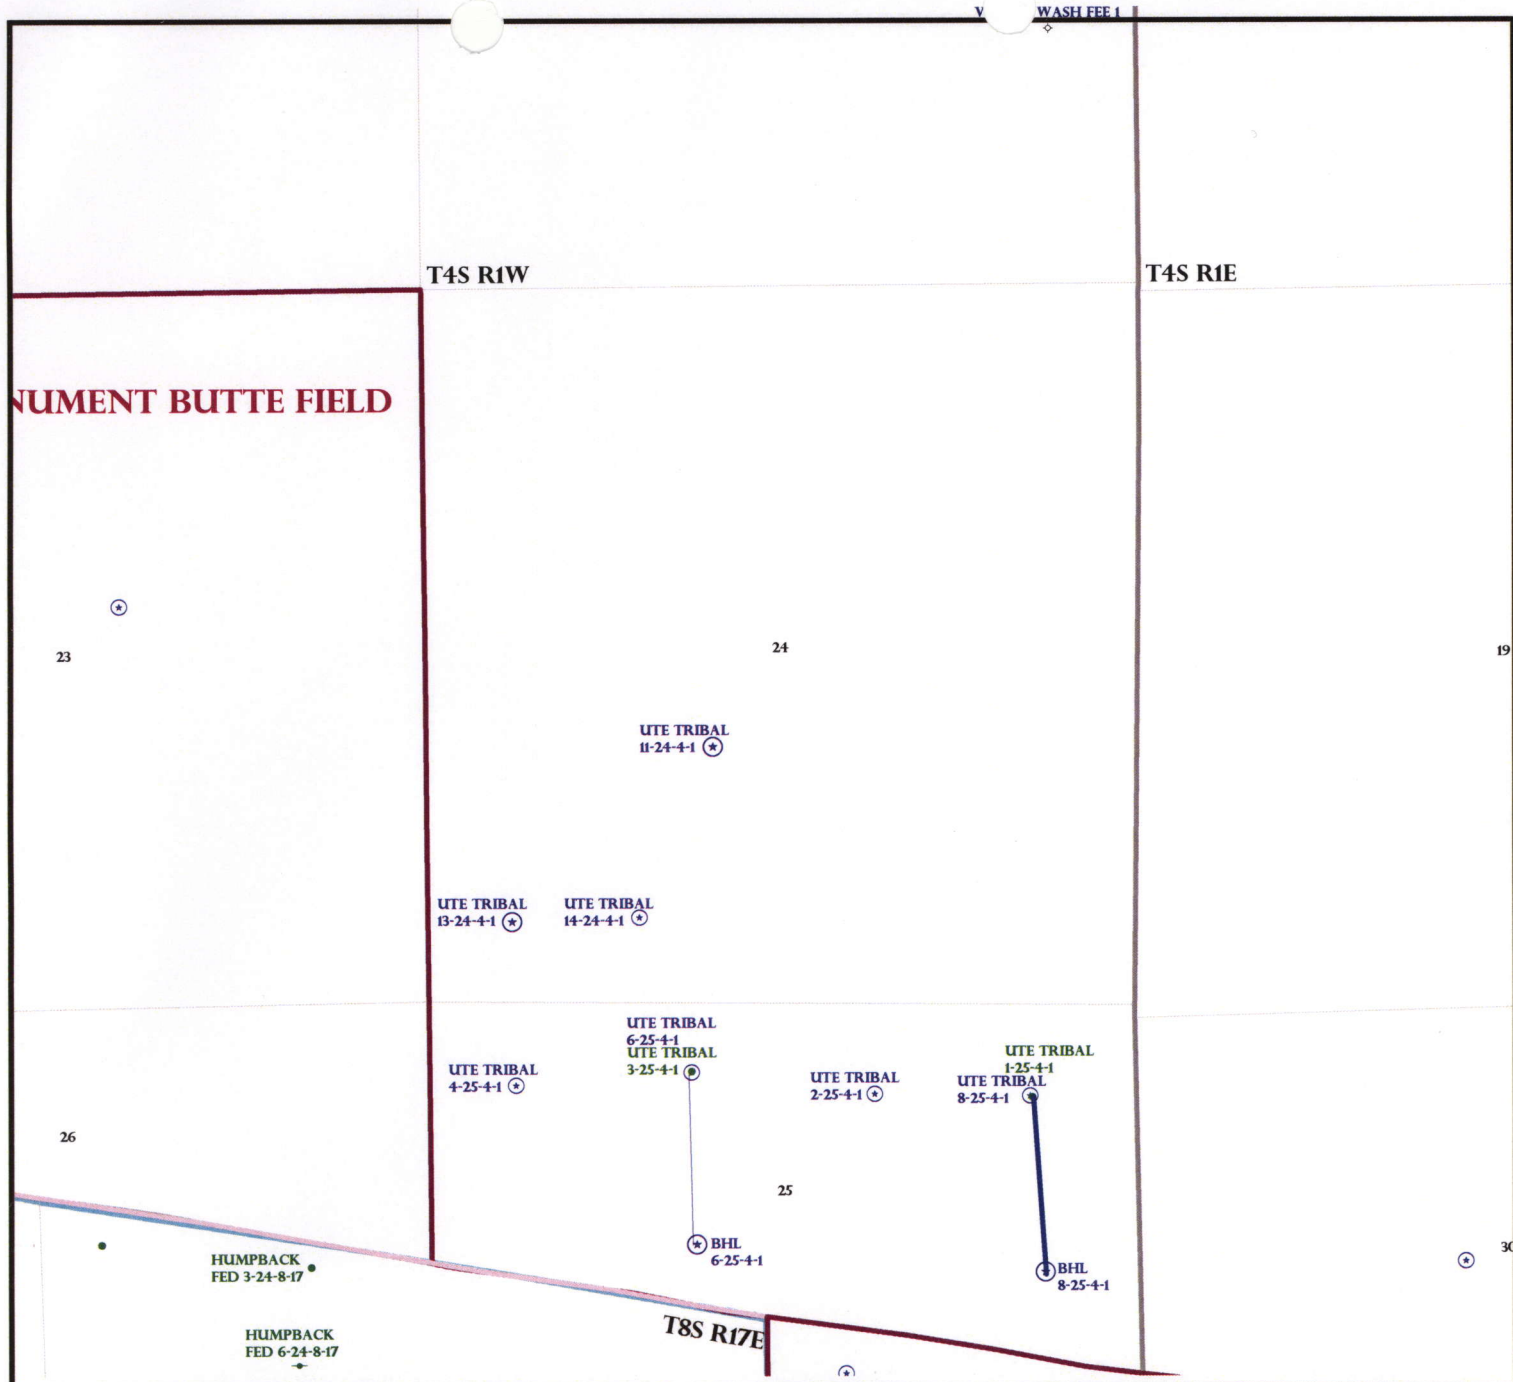 WASH FEE 1
T4S R1W
T4S R1E
NUMENT BUTTE FIELD
23
24
19
UTE TRIBAL
11-24-4-1
UTE TRIBAL
13-24-4-1
UTE TRIBAL
14-24-4-1
UTE TRIBAL
6-25-4-1
UTE TRIBAL
3-25-4-1
UTE TRIBAL
1-25-4-1
UTE TRIBAL
4-25-4-1
UTE TRIBAL
2-25-4-1
UTE TRIBAL
8-25-4-1
26
25
BHL
6-25-4-1
30
HUMPBACK
FED 3-24-8-17
BHL
8-25-4-1
T8S R17E
HUMPBACK
FED 6-24-8-17